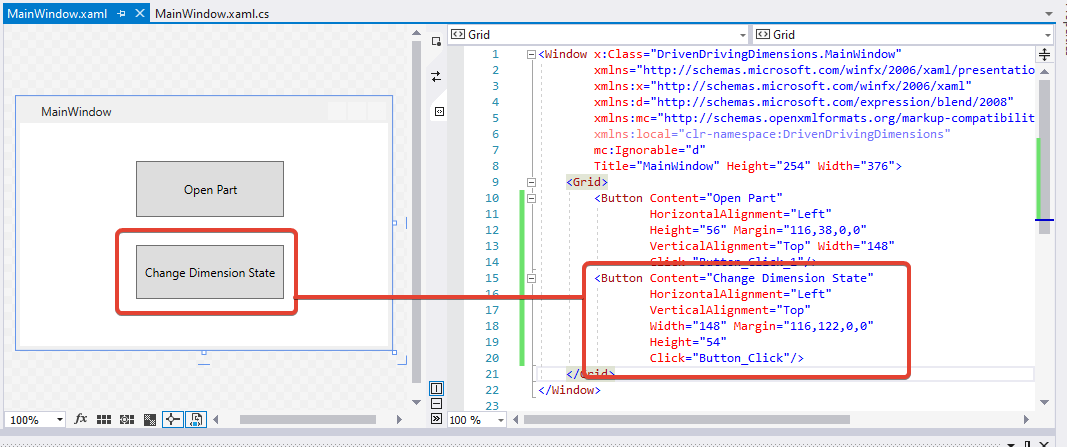 MainWindow.xaml
MainWindow.xaml.cs
MainWindow
Open Part
Change Dimension State
100%
fx
Grid
Grid
1 <Window x:Class="DrivenDrivingDimensions.MainWindow"
2 xmlns="http://schemas.microsoft.com/winfx/2006/xaml/presentatio
3 xmlns:x="http://schemas.microsoft.com/winfx/2006/xaml"
4 xmlns:d="http://schemas.microsoft.com/expression/blend/2008"
5 xmlns:mc="http://schemas.openxmlformats.org/markup-compatibilit
6 xmlns:local="clr-namespace:DrivenDrivingDimensions"
7 mc:Ignorable="d"
8 Title="MainWindow" Height="254" Width="376">
9 <Grid>
10 <Button Content="Open Part"
11 HorizontalAlignment="Left"
12 Height="56" Margin="116,38,0,0"
13 VerticalAlignment="Top" Width="148"
14 Click="Button_Click_1"/>
15 <Button Content="Change Dimension State"
16 HorizontalAlignment="Left"
17 VerticalAlignment="Top"
18 Width="148" Margin="116,122,0,0"
19 Height="54"
20 Click="Button_Click"/>
21 </Grid>
22 </Window>
23
100 %